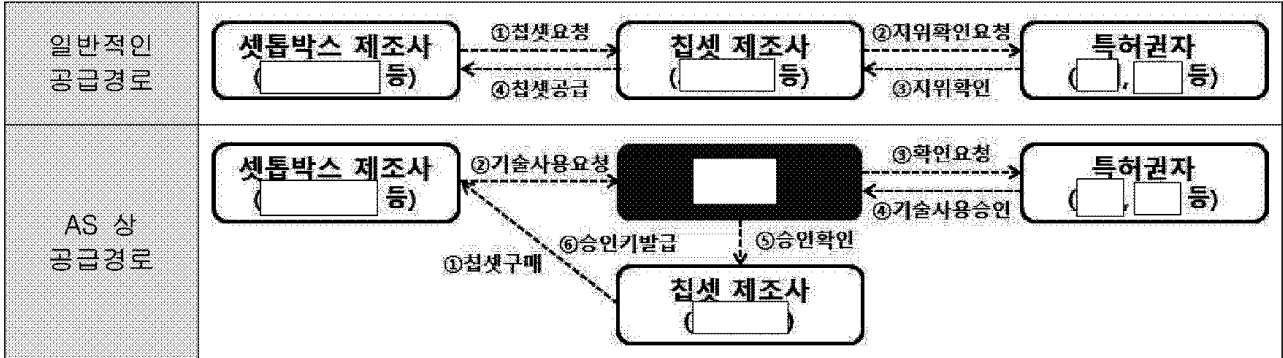 일반적인
공급경로
셋톱박스 제조사
( 등)
①칩셋요청
④칩셋공급
칩셋 제조사
( 등)
②지위확인요청
③지위확인
특허권자
( , 등)
AS 상
공급경로
셋톱박스 제조사
( 등)
②기술사용요청
③확인요청
④기술사용승인
특허권자
( , 등)
①칩셋구매
⑥승인키발급
⑤승인확인
칩셋 제조사
( )